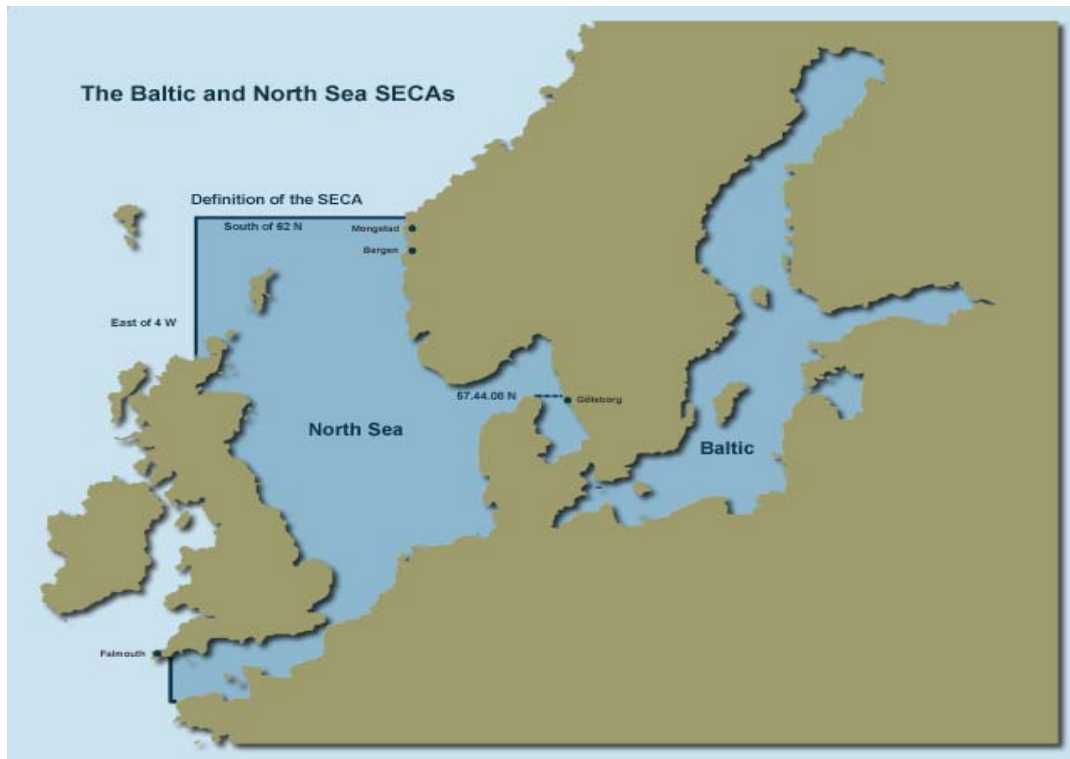 The Baltic and North Sea SECAs
Definition of the SECA
South of 62 N
Mongstad
Bergen
East of 4 W
57.44.08 N
Göteborg
North Sea
Baltic
Falmouth